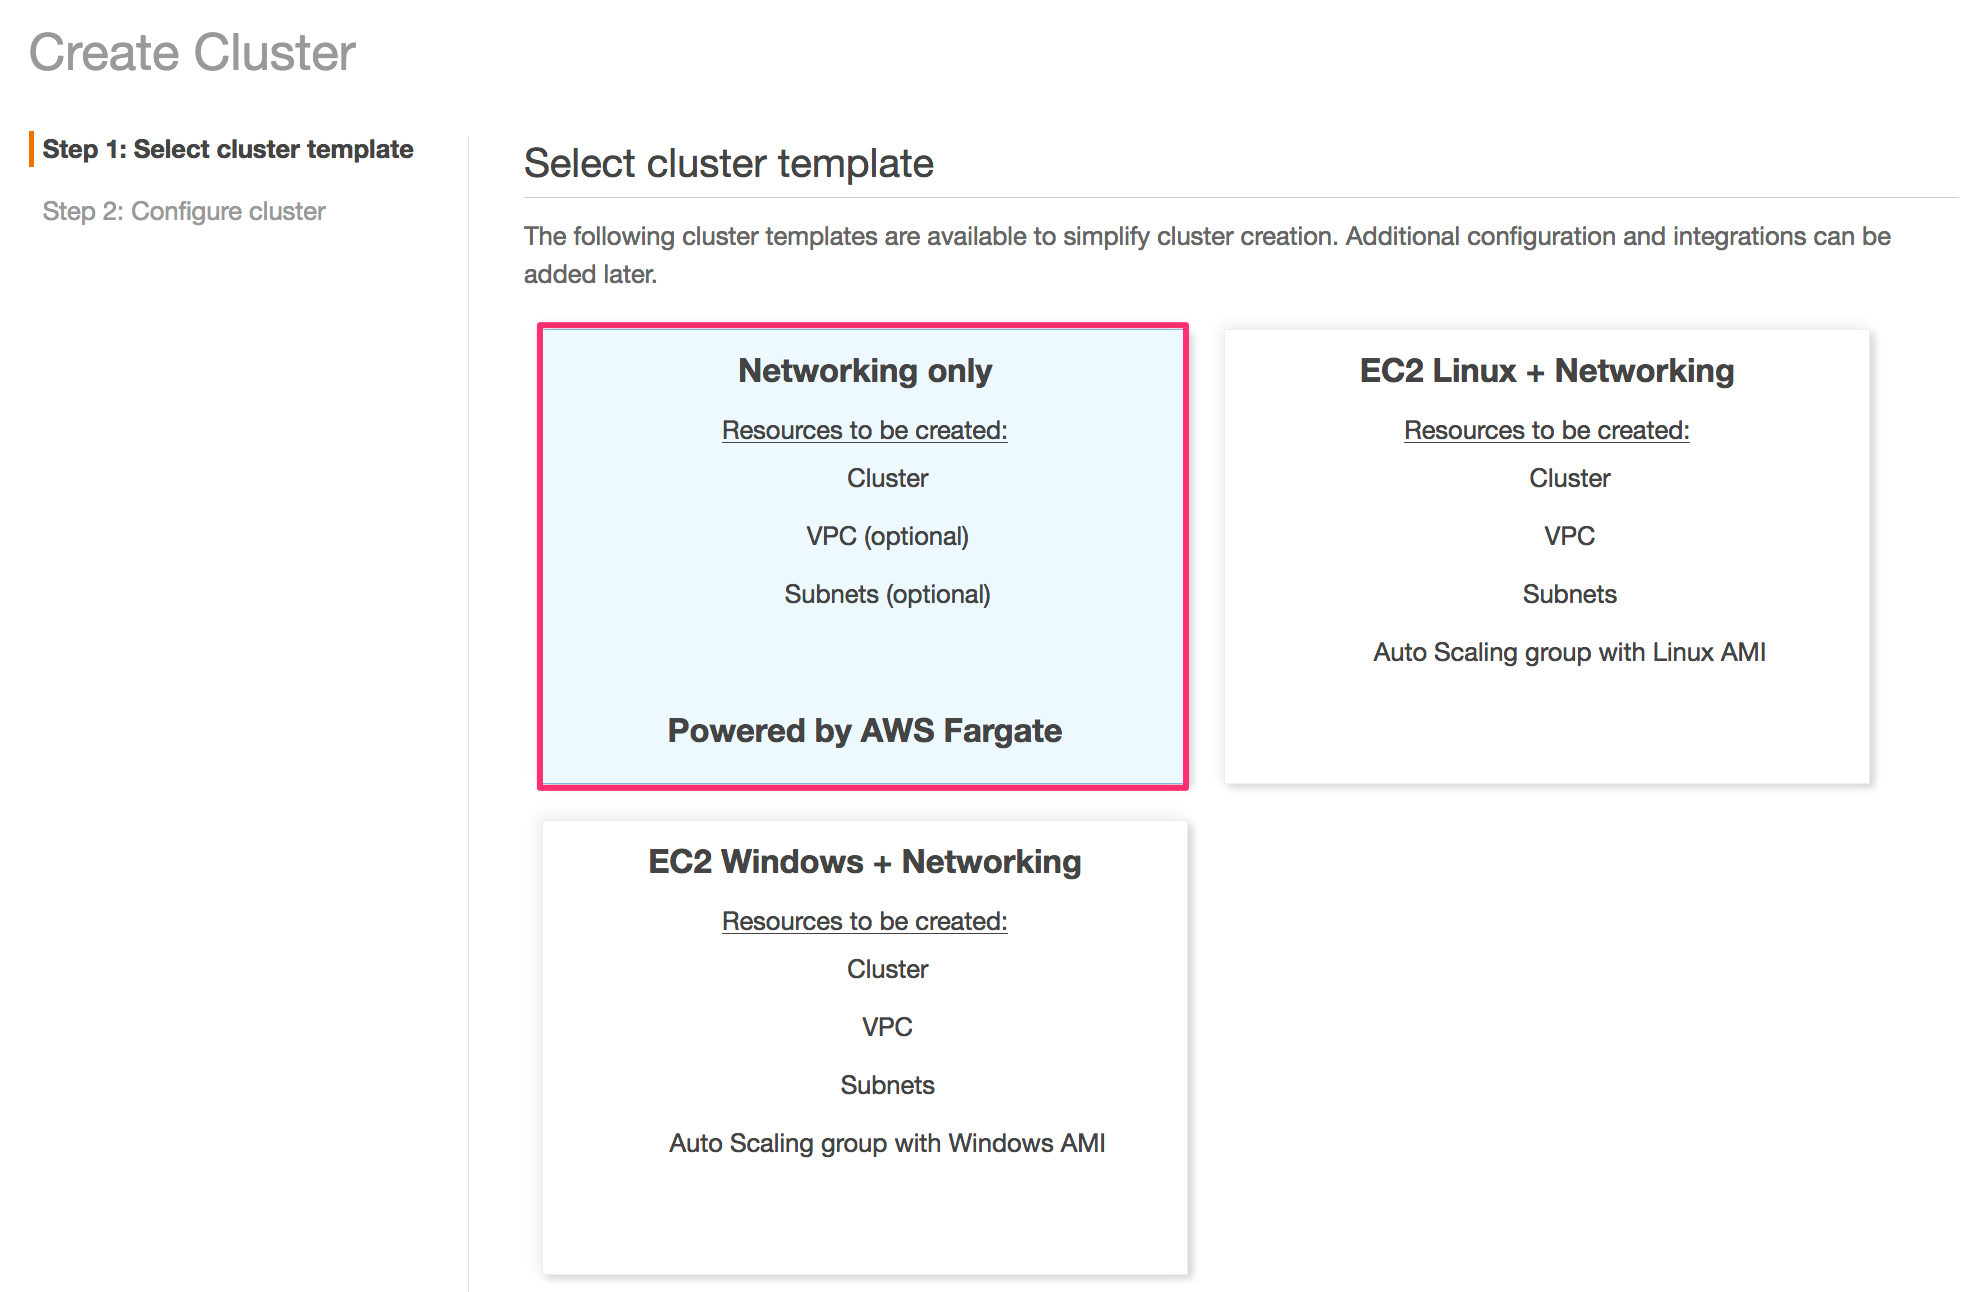 Create Cluster
Step 1: Select cluster template
Step 2: Configure cluster
Select cluster template
The following cluster templates are available to simplify cluster creation. Additional configuration and integrations can be
added later.
Networking only
Resources to be created:
Cluster
VPC (optional)
Subnets (optional)
Powered by AWS Fargate
EC2 Linux + Networking
Resources to be created:
Cluster
VPC
Subnets
Auto Scaling group with Linux AMI
EC2 Windows + Networking
Resources to be created:
Cluster
VPC
Subnets
Auto Scaling group with Windows AMI